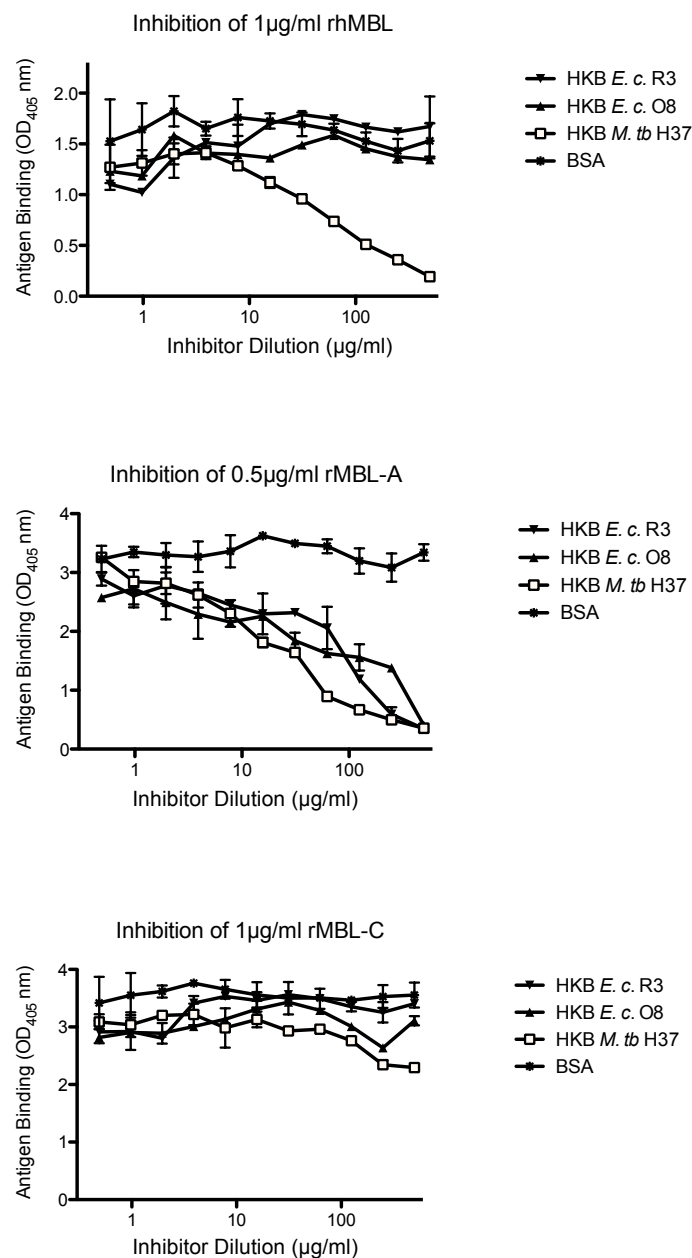 Inhibition of 1µg/ml rhMBL
Antigen Binding (OD405 nm)
2.0
1.5
1.0
0.5
0.0
1 10 100
Inhibitor Dilution (µg/ml)
HKB E. c. R3
HKB E. c. O8
HKB M. tb H37
BSA
Inhibition of 0.5µg/ml rMBL-A
Antigen Binding (OD405 nm)
4
3
2
1
0
1 10 100
Inhibitor Dilution (µg/ml)
HKB E. c. R3
HKB E. c. O8
HKB M. tb H37
BSA
Inhibition of 1µg/ml rMBL-C
Antigen Binding (OD405 nm)
4
3
2
1
0
1 10 100
Inhibitor Dilution (µg/ml)
HKB E. c. R3
HKB E. c. O8
HKB M. tb H37
BSA